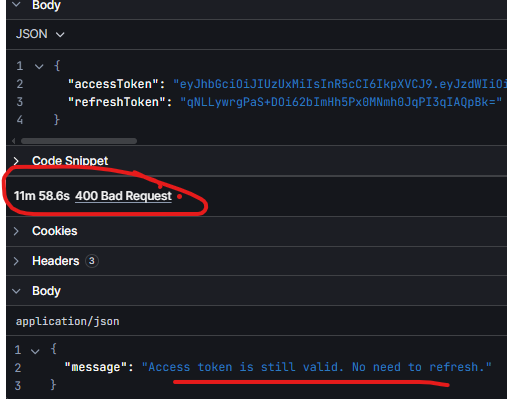 Body
JSON
1 {
2 "accessToken": "eyJhbGciOiJIUzUxMiIsInR5cCI6IkpXVCJ9.eyJzdWIiOi
3 "refreshToken": "qNLLywrgPaS+DOi62bImHh5Px0MNmh0JqPI3qIAQpBk="
4 }
Code Snippet
11m 58.6s 400 Bad Request
Cookies
Headers 3
Body
application/json
1 {
2 "message": "Access token is still valid. No need to refresh."
3 }